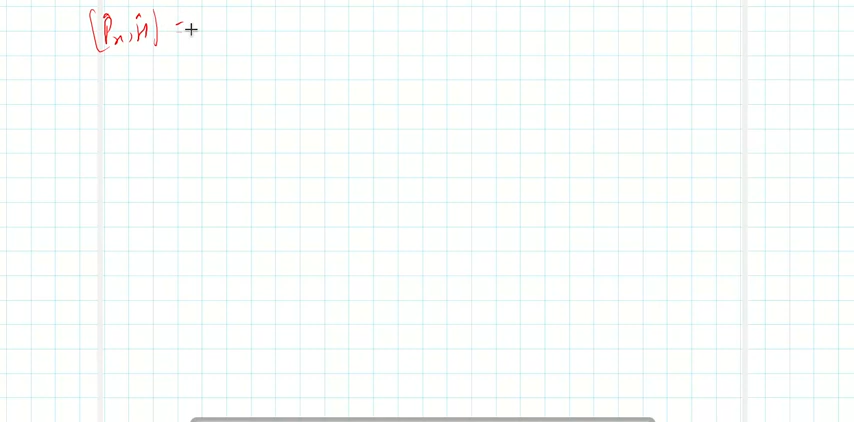 [P̂ₓ, Ĥ] =